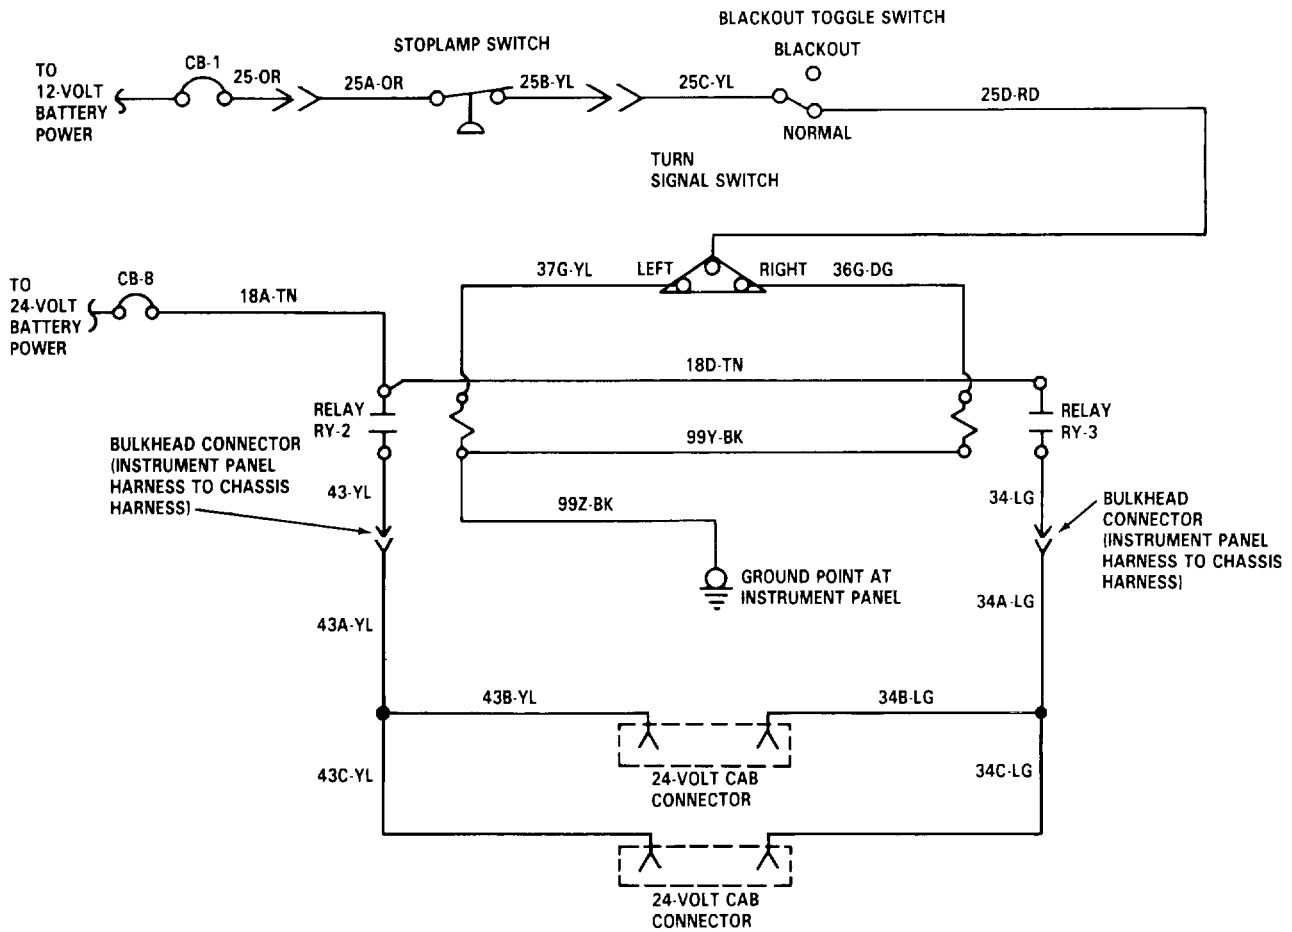 BLACKOUT TOGGLE SWITCH
STOPLAMP SWITCH
BLACKOUT
TO
12-VOLT
BATTERY
POWER
CB-1
25-OR
25A-OR
25B-YL
25C-YL
25D-RD
NORMAL
TURN
SIGNAL SWITCH
TO
24-VOLT
BATTERY
POWER
CB-8
18A-TN
37G-YL
LEFT
RIGHT
36G-DG
18D-TN
RELAY
RY-2
RELAY
RY-3
99Y-BK
BULKHEAD CONNECTOR
(INSTRUMENT PANEL
HARNESS TO CHASSIS
HARNESS)
43-YL
99Z-BK
34-LG
BULKHEAD
CONNECTOR
(INSTRUMENT PANEL
HARNESS TO CHASSIS
HARNESS)
GROUND POINT AT
INSTRUMENT PANEL
34A-LG
43A-YL
43B-YL
34B-LG
43C-YL
24-VOLT CAB
CONNECTOR
34C-LG
24-VOLT CAB
CONNECTOR